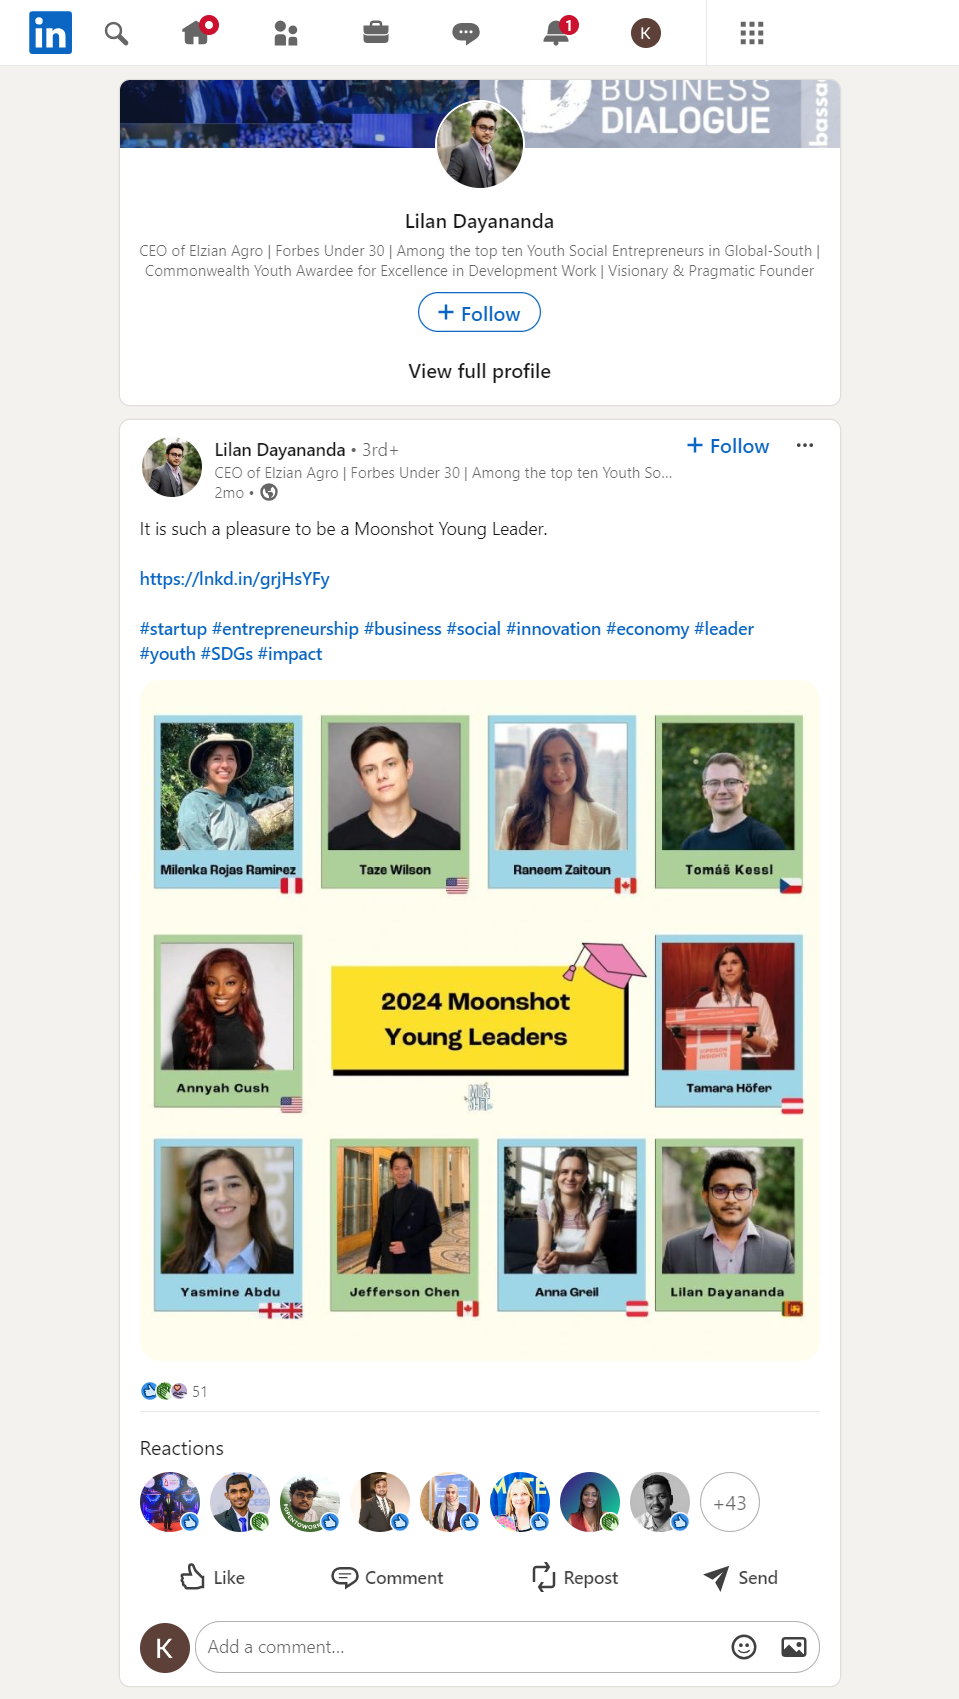 in
1
K
BUSINESS
DIALOGUE
bassa
Lilan Dayananda
CEO of Elzian Agro | Forbes Under 30 | Among the top ten Youth Social Entrepreneurs in Global-South |
Commonwealth Youth Awardee for Excellence in Development Work | Visionary & Pragmatic Founder
+ Follow
View full profile
Lilan Dayananda • 3rd+
+ Follow
CEO of Elzian Agro | Forbes Under 30 | Among the top ten Youth So...
2mo •
It is such a pleasure to be a Moonshot Young Leader.
https://lnkd.in/grjHsYFy
#startup #entrepreneurship #business #social #innovation #economy #leader
#youth #SDGs #impact
Milenka Rojas Ramirez
Taze Wilson
Raneem Zaitoun
Tomáš Kessl
Annyah Cush
2024 Moonshot
Young Leaders
Tamara Höfer
Yasmine Abdu
Jefferson Chen
Anna Greil
Lilan Dayananda
51
Reactions
#OPENTOWORK
+43
Like
Comment
Repost
Send
K
Add a comment...